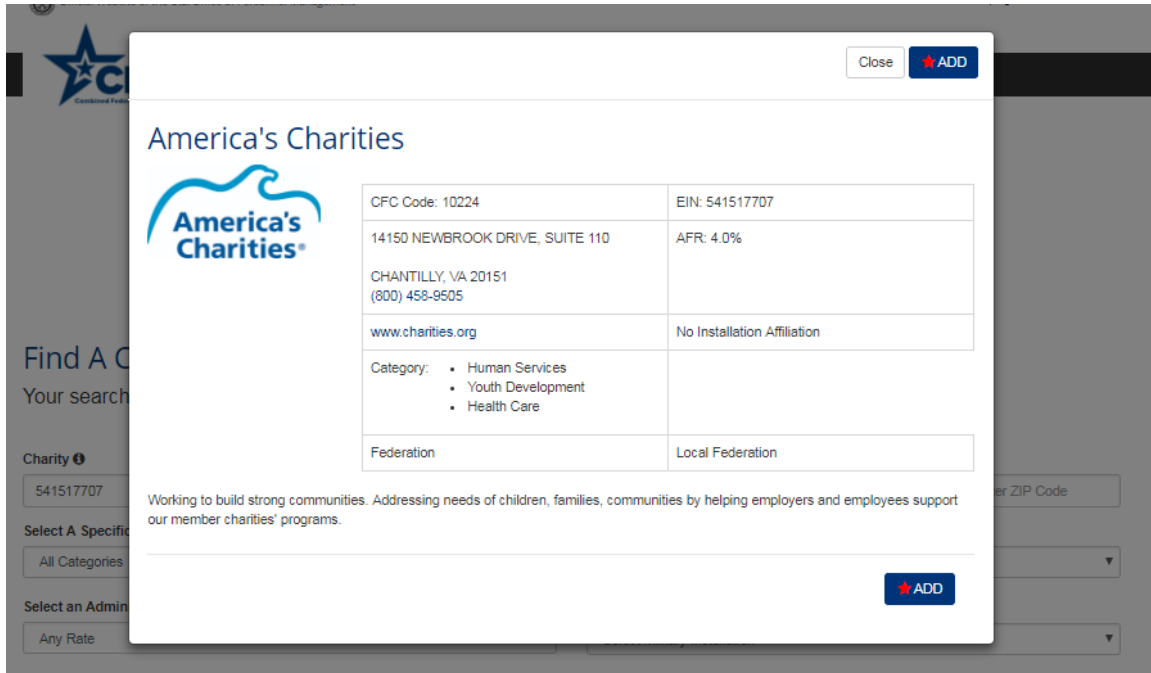 Close
ADD
America's Charities
America's
Charities®
CFC Code: 10224
EIN: 541517707
14150 NEWBROOK DRIVE, SUITE 110
AFR: 4.0%
CHANTILLY, VA 20151
(800) 458-9505
www.charities.org
No Installation Affiliation
Category:
• Human Services
• Youth Development
• Health Care
Federation
Local Federation
Working to build strong communities. Addressing needs of children, families, communities by helping employers and employees support
our member charities' programs.
ADD
Combined
Find A
Your search
Charity
541517707
ZIP Code
Select A
All Categories
Select an
Any Rate